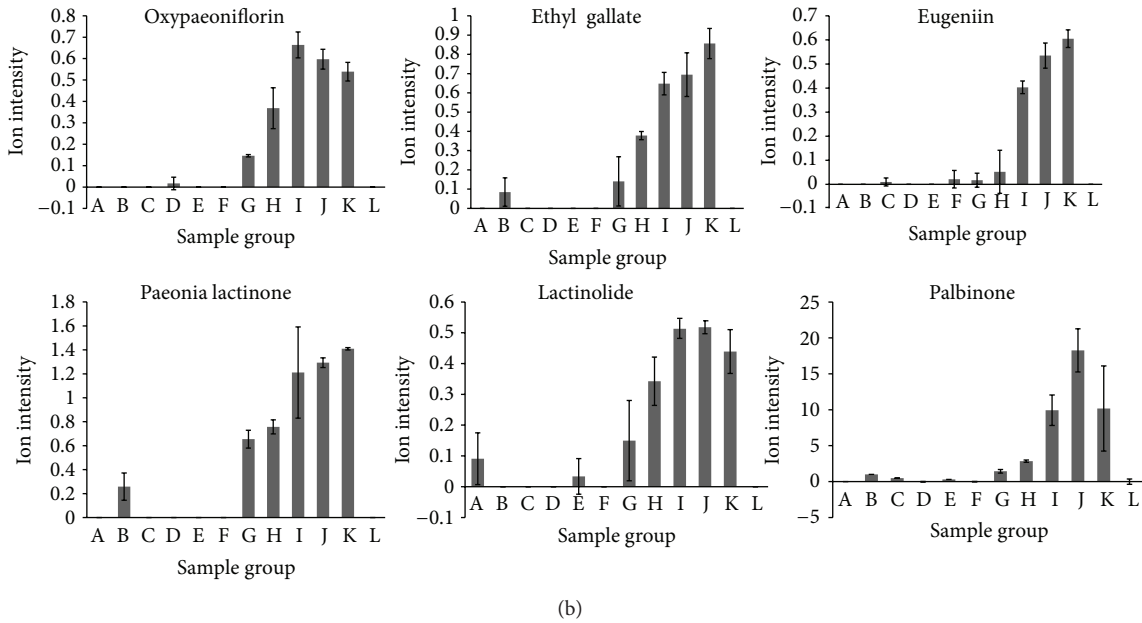 Oxypaeoniflorin
Ion intensity
0.8
0.7
0.6
0.5
0.4
0.3
0.2
0.1
0
−0.1
A B C D E F G H I J K L
Sample group
Ethyl gallate
Ion intensity
1
0.9
0.8
0.7
0.6
0.5
0.4
0.3
0.2
0.1
0
A B C D E F G H I J K L
Sample group
Eugeniin
Ion intensity
0.7
0.6
0.5
0.4
0.3
0.2
0.1
0
−0.1
A B C D E F G H I J K L
Sample group
Paeonia lactinone
Ion intensity
1.8
1.6
1.4
1.2
1
0.8
0.6
0.4
0.2
0
A B C D E F G H I J K L
Sample group
Lactinolide
Ion intensity
0.6
0.5
0.4
0.3
0.2
0.1
0
−0.1
A B C D E F G H I J K L
Sample group
Palbinone
Ion intensity
25
20
15
10
5
0
−5
A B C D E F G H I J K L
Sample group
(b)